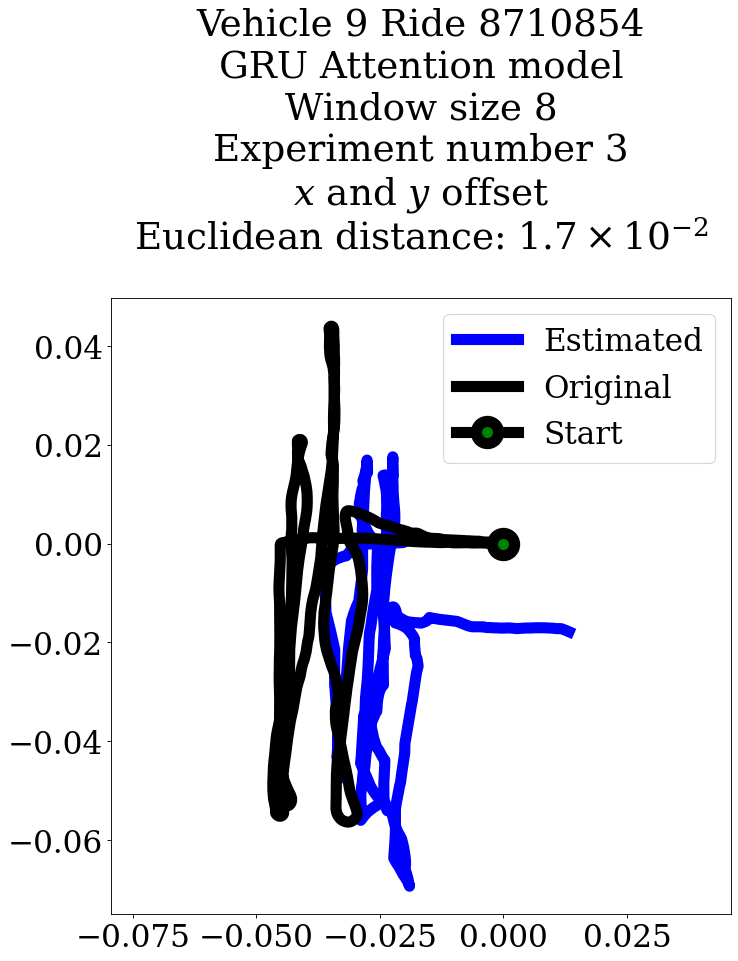 Vehicle 9 Ride 8710854
GRU Attention model
Window size 8
Experiment number 3
x and y offset
Euclidean distance: 1.7 × 10⁻²
Estimated
Original
Start
0.04
0.02
0.00
−0.02
−0.04
−0.06
−0.075 −0.050 −0.025 0.000 0.025